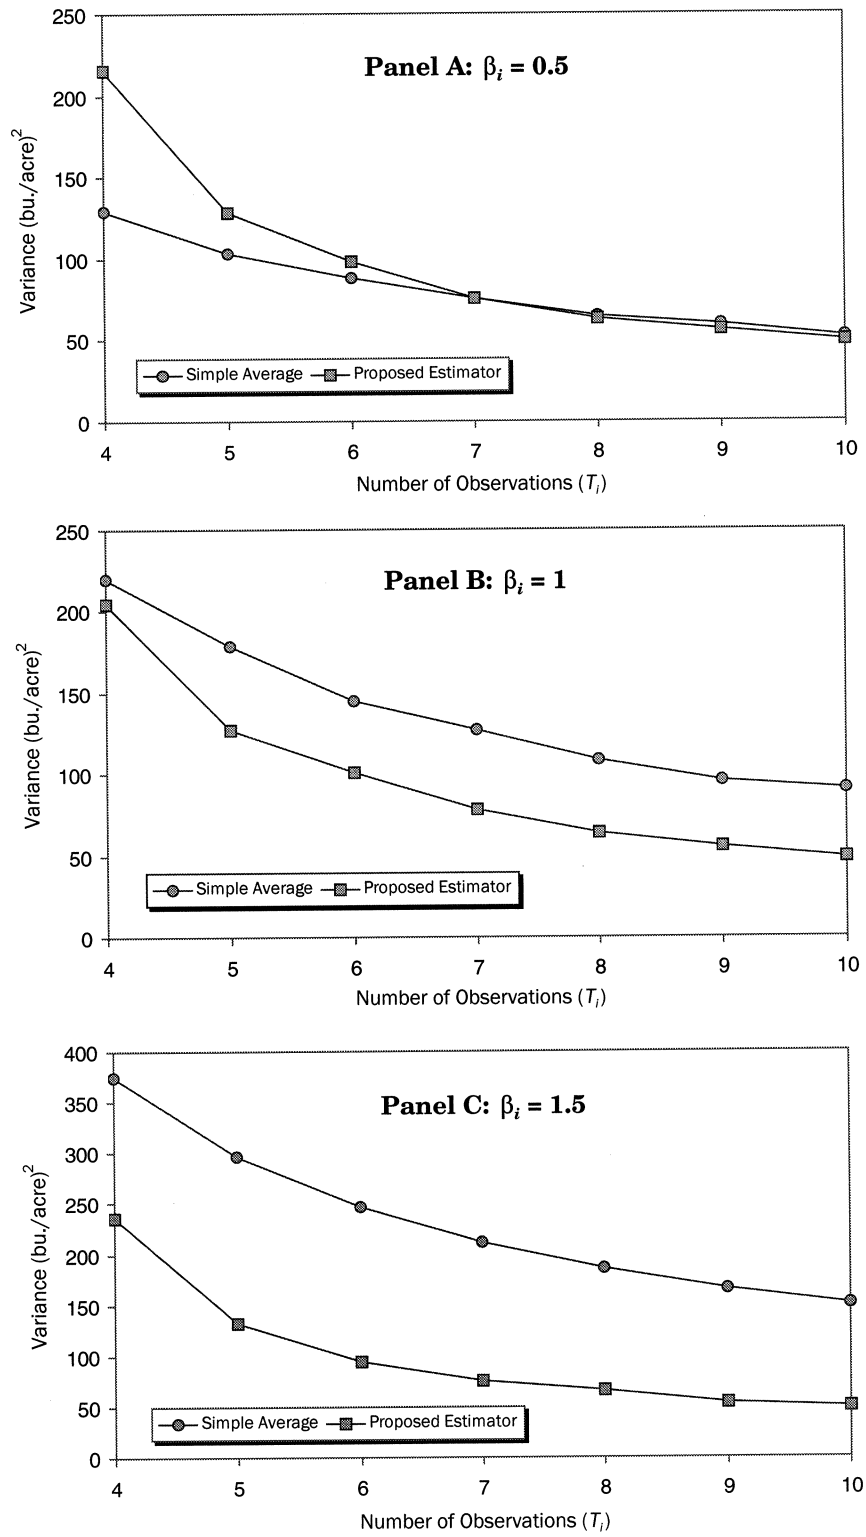 Panel A: βi = 0.5
250
200
150
100
50
0
Variance (bu./acre)2
Simple Average Proposed Estimator
4 5 6 7 8 9 10
Number of Observations (Ti)
Panel B: βi = 1
250
200
150
100
50
0
Variance (bu./acre)2
Simple Average Proposed Estimator
4 5 6 7 8 9 10
Number of Observations (Ti)
Panel C: βi = 1.5
400
350
300
250
200
150
100
50
0
Variance (bu./acre)2
Simple Average Proposed Estimator
4 5 6 7 8 9 10
Number of Observations (Ti)